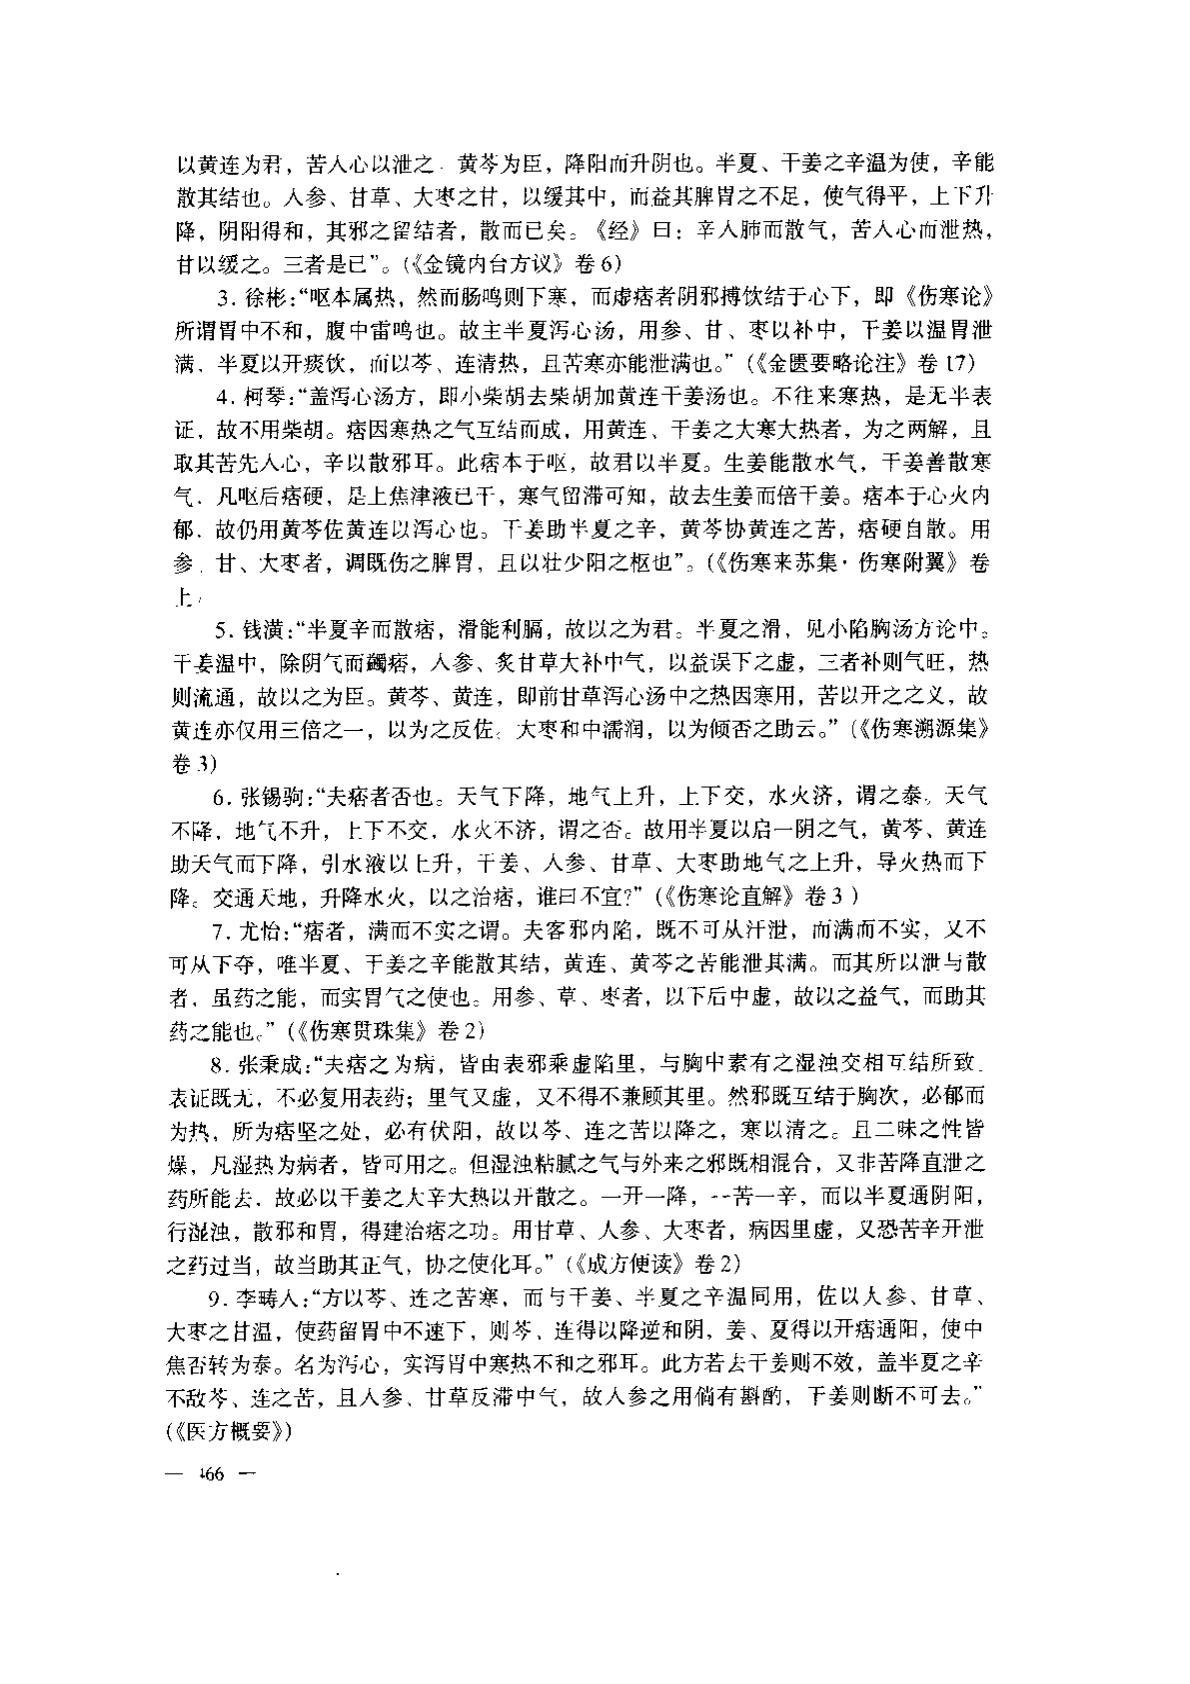 以黄连为君，苦人心以泄之．黄芩为臣，降阳而升阴也。半夏、干姜之辛温为使，辛能
散其结也。人参、甘草、大枣之甘，以缓其中，而益其脾胃之不足，使气得平，上下升
降，阴阳得和，其邪之留结者，散而已矣。《经》曰：辛人肺而散气，苦人心而泄热，
甘以缓之。三者是已”。（《金镜内台方议》卷6）
3．徐彬：“呕本属热，然而肠鸣则下寒，而虚痞者阴邪搏饮结于心下，即《伤寒论》
所谓胃中不和，腹中雷鸣也。故主半夏泻心汤，用参、甘、枣以补中，干姜以温胃泄
满、半夏以开痰饮，而以芩、连清热，且苦寒亦能泄满也。”（《金匮要略论注》卷17）
4．柯琴：“盖泻心汤方，即小柴胡去柴胡加黄连干姜汤也。不往来寒热，是无半表
证，故不用柴胡。痞因寒热之气互结而成，用黄连、干姜之大寒大热者，为之两解，且
取其苦先人心，辛以散邪耳。此痞本于呕，故君以半夏。生姜能散水气，干姜善散寒
气．凡呕后痞硬，是上焦津液已干，寒气留滞可知，故去生姜而倍干姜。痞本于心火内
郁．故仍用黄芩佐黄连以泻心也。干姜助半夏之辛，黄芩协黄连之苦，痞硬自散。用
参．甘、大枣者，调既伤之脾胃，且以壮少阳之枢也”。（《伤寒来苏集·伤寒附翼》卷
上
5．钱潢：“半夏辛而散痞，滑能利膈，故以之为君。半夏之滑，见小陷胸汤方论中。
干姜温中，除阴气而蠲痞，人参、炙甘草大补中气，以益误下之虚，三者补则气旺，热
则流通，故以之为臣。黄芩、黄连，即前甘草泻心汤中之热因寒用，苦以开之之义，故
黄连亦仅用三倍之一，以为之反佐。大枣和中濡润，以为倾否之助云。”（《伤寒溯源集》
卷3）
6．张锡驹：“夫痞者否也。天气下降，地气上升，上下交，水火济，谓之泰。天气
不降，地气不升，上下不交，水火不济，谓之否。故用半夏以启一阴之气，黄芩、黄连
助天气而下降，引水液以上升，干姜、人参、甘草、大枣助地气之上升，导火热而下
降。交通天地，升降水火，以之治痞，谁曰不宜？”（《伤寒论直解》卷3）
7．尤怡：“痞者，满而不实之谓。夫客邪内陷，既不可从汗泄，而满而不实，又不
可从下夺，唯半夏、干姜之辛能散其结，黄连、黄芩之苦能泄其满。而其所以泄与散
者．虽药之能，而实胃气之使也。用参、草、枣者，以下后中虚，故以之益气，而助其
药之能也。”（《伤寒贯珠集》卷2）
8．张秉成：“夫痞之为病，皆由表邪乘虚陷里，与胸中素有之湿浊交相互结所致．
表证既无，不必复用表药；里气又虚，又不得不兼顾其里。然邪既互结于胸次，必郁而
为热，所为痞坚之处，必有伏阳，故以芩、连之苦以降之，寒以清之。且二味之性皆
燥，凡湿热为病者，皆可用之。但湿浊粘腻之气与外来之邪既相混合，又非苦降直泄之
药所能去．故必以干姜之大辛大热以开散之。一开一降，一苦一辛，而以半夏通阴阳，
行湿浊，散邪和胃，得建治痞之功。用甘草、人参、大枣者，病因里虚，又恐苦辛开泄
之药过当，故当助其正气，协之使化耳。”（《成方便读》卷2）
9．李畴人：“方以芩、连之苦寒，而与干姜、半夏之辛温同用，佐以人参、甘草、
大枣之甘温，使药留胃中不速下，则芩、连得以降逆和阴，姜、夏得以开痞通阳，使中
焦否转为泰。名为泻心，实泻胃中寒热不和之邪耳。此方若去干姜则不效，盖半夏之辛
不敌芩、连之苦，且人参、甘草反滞中气，故人参之用倘有斟酌，干姜则断不可去。”
（《医方概要》）
— 466 —